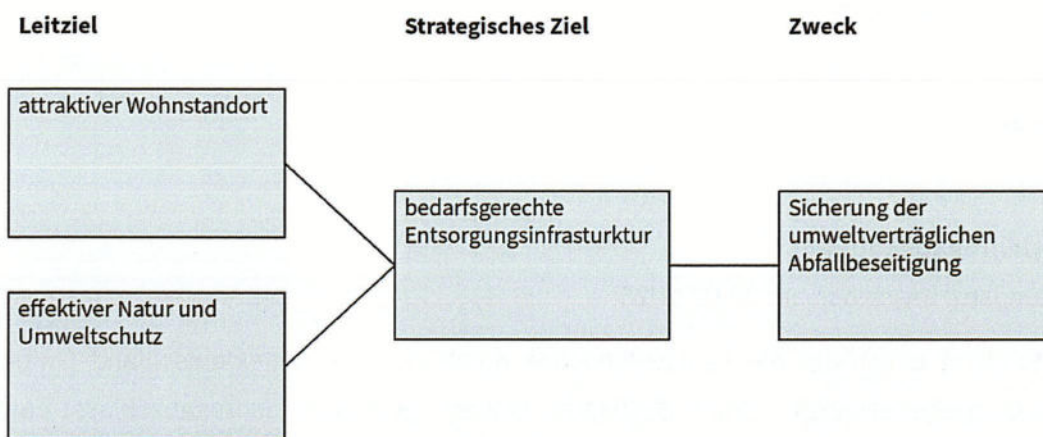 Leitziel
Strategisches Ziel
Zweck
attraktiver Wohnstandort
bedarfsgerechte
Entsorgungsinfrasturktur
Sicherung der
umweltverträglichen
Abfallbeseitigung
effektiver Natur und
Umweltschutz